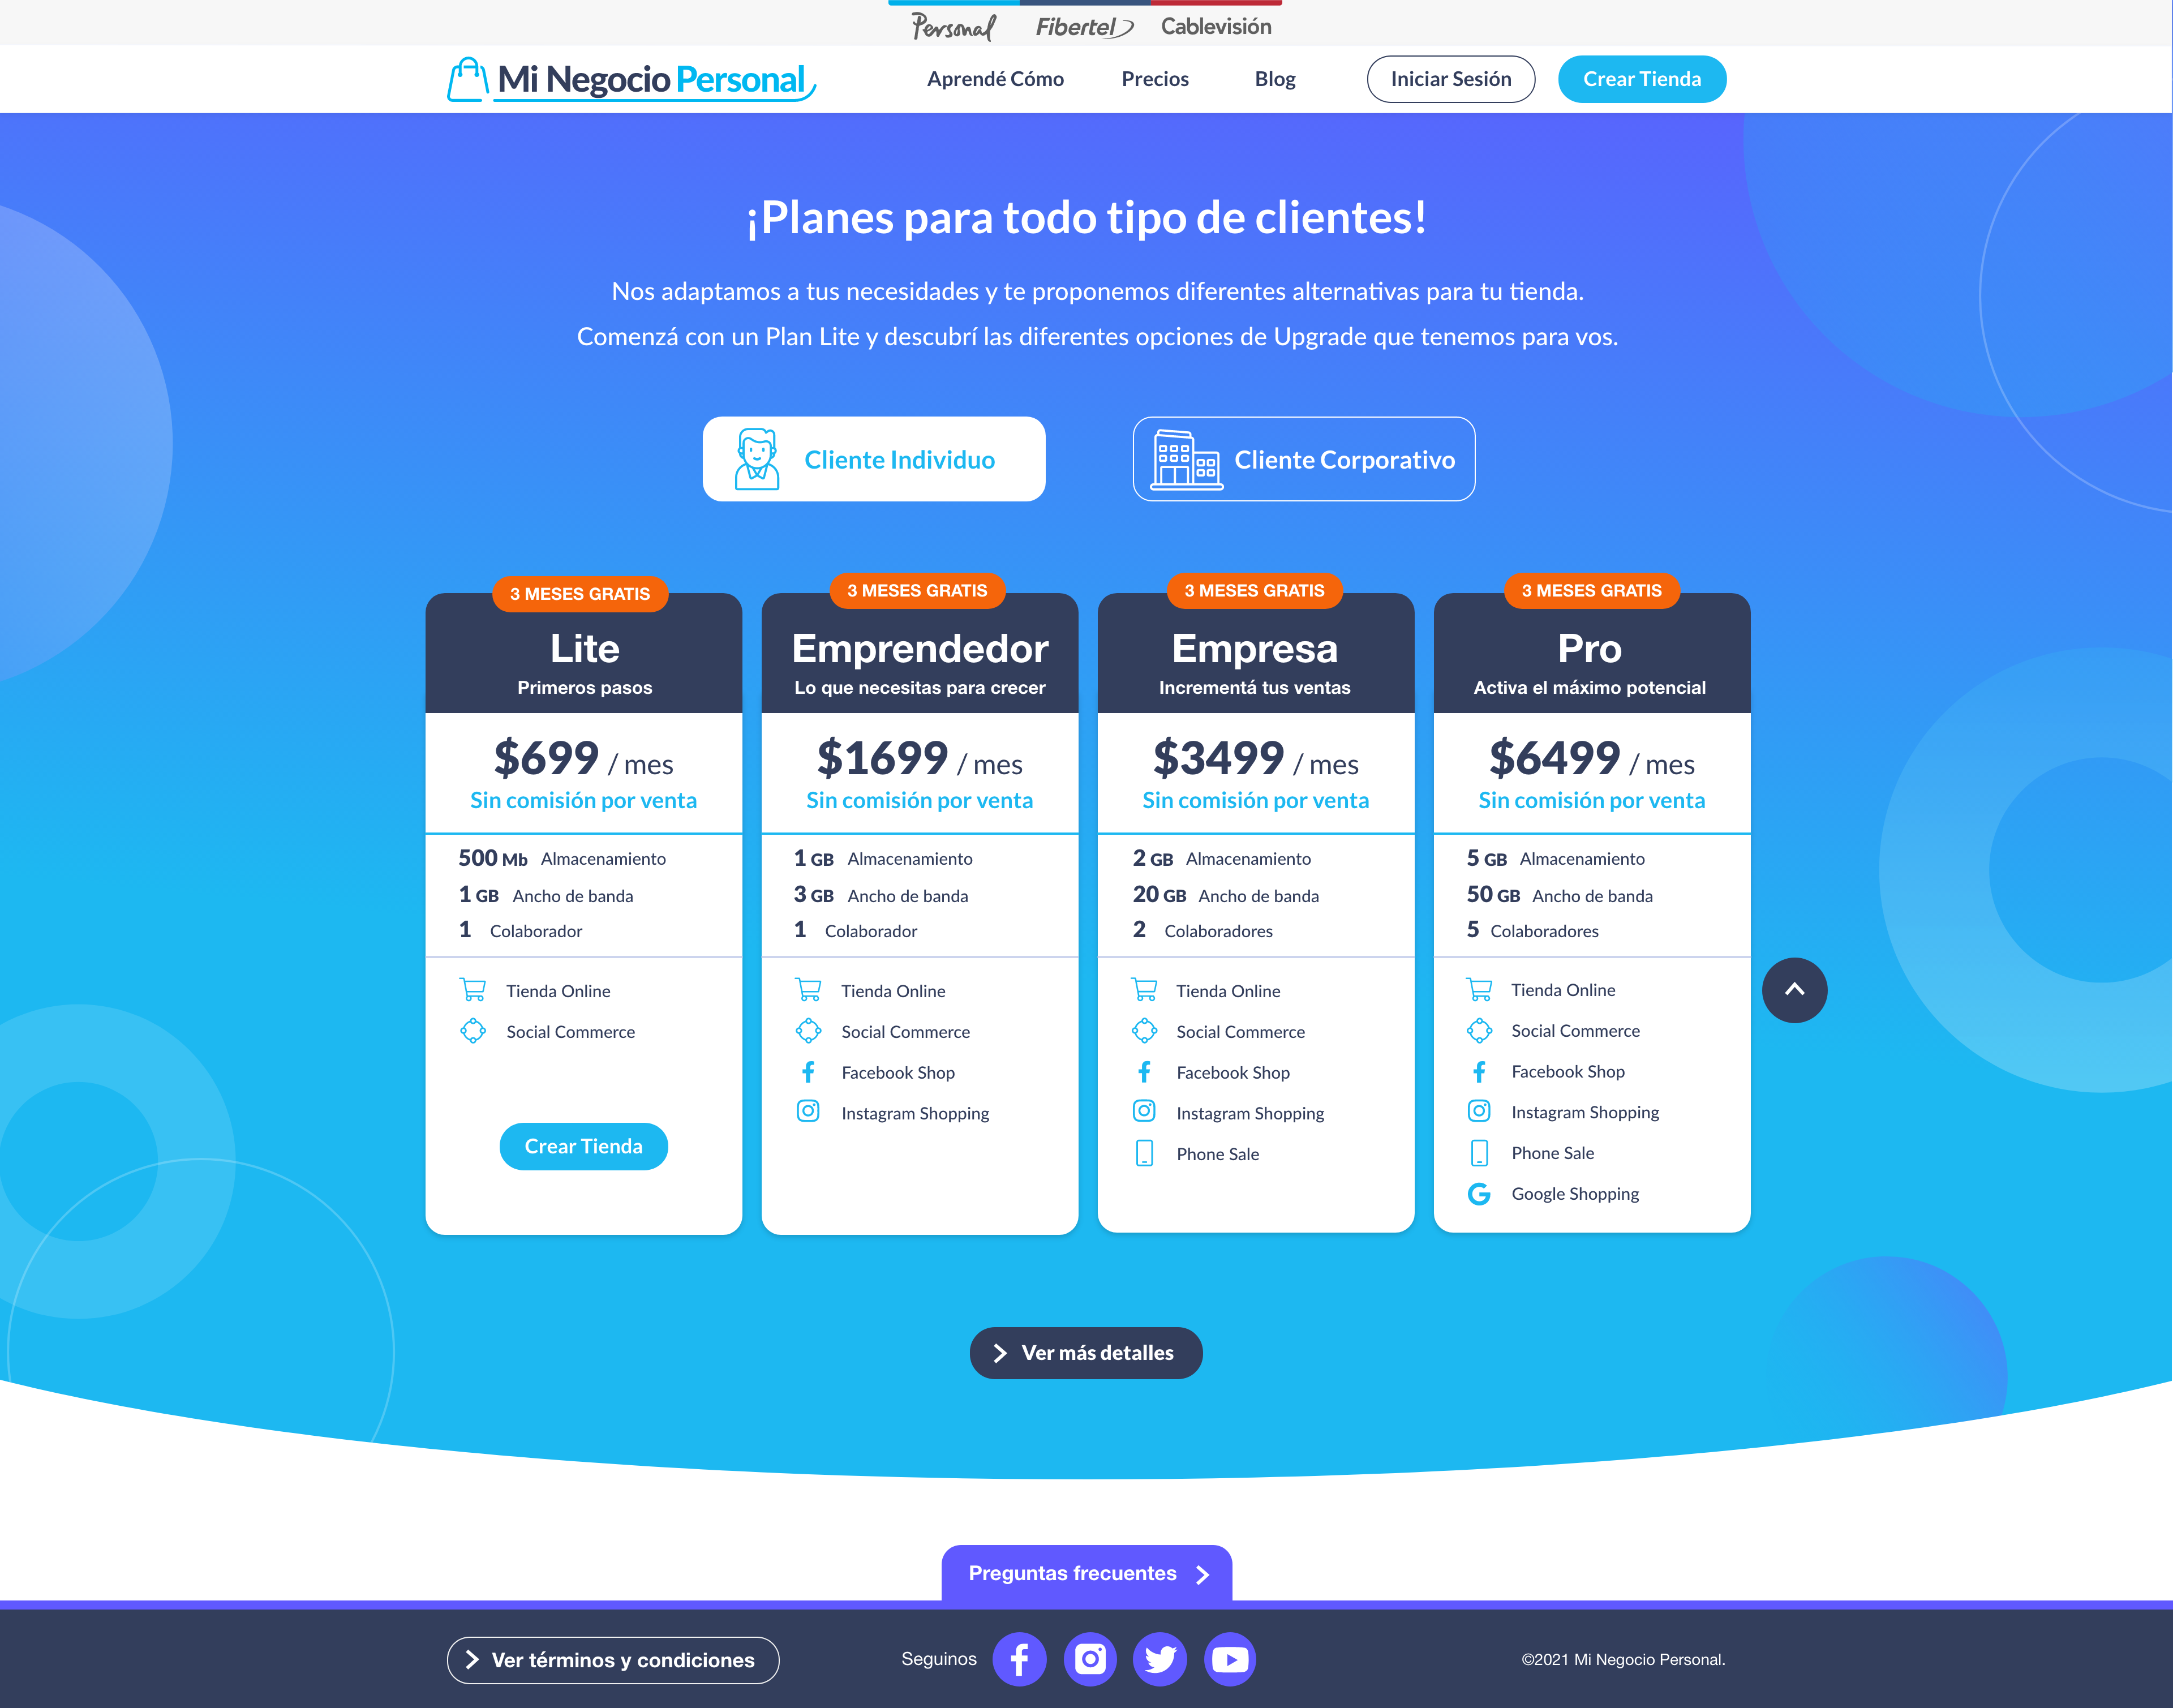 Personal Fibertel Cablevisión
Mi Negocio Personal
Aprendé Cómo
Precios
Blog
Iniciar Sesión
Crear Tienda
¡Planes para todo tipo de clientes!
Nos adaptamos a tus necesidades y te proponemos diferentes alternativas para tu tienda.
Comenzá con un Plan Lite y descubrí las diferentes opciones de Upgrade que tenemos para vos.
Cliente Individuo
Cliente Corporativo
3 MESES GRATIS
Lite
Primeros pasos
$699 / mes
Sin comisión por venta
500 Mb Almacenamiento
1 GB Ancho de banda
1 Colaborador
Tienda Online
Social Commerce
Crear Tienda
3 MESES GRATIS
Emprendedor
Lo que necesitas para crecer
$1699 / mes
Sin comisión por venta
1 GB Almacenamiento
3 GB Ancho de banda
1 Colaborador
Tienda Online
Social Commerce
Facebook Shop
Instagram Shopping
3 MESES GRATIS
Empresa
Incrementá tus ventas
$3499 / mes
Sin comisión por venta
2 GB Almacenamiento
20 GB Ancho de banda
2 Colaboradores
Tienda Online
Social Commerce
Facebook Shop
Instagram Shopping
Phone Sale
3 MESES GRATIS
Pro
Activa el máximo potencial
$6499 / mes
Sin comisión por venta
5 GB Almacenamiento
50 GB Ancho de banda
5 Colaboradores
Tienda Online
Social Commerce
Facebook Shop
Instagram Shopping
Phone Sale
Google Shopping
Ver más detalles
Preguntas frecuentes
Ver términos y condiciones
Seguinos
©2021 Mi Negocio Personal.